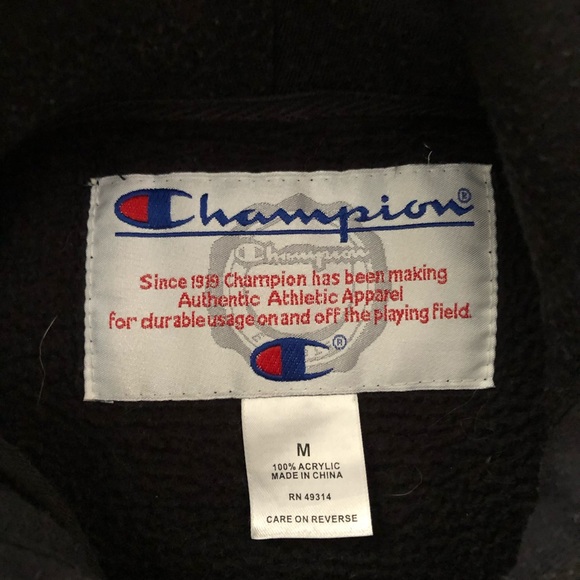 Champion®
Champion
Since 1919 Champion has been making
Authentic Athletic Apparel
for durable usage on and off the playing field.
®
M
100% ACRYLIC
MADE IN CHINA
RN 49314
CARE ON REVERSE